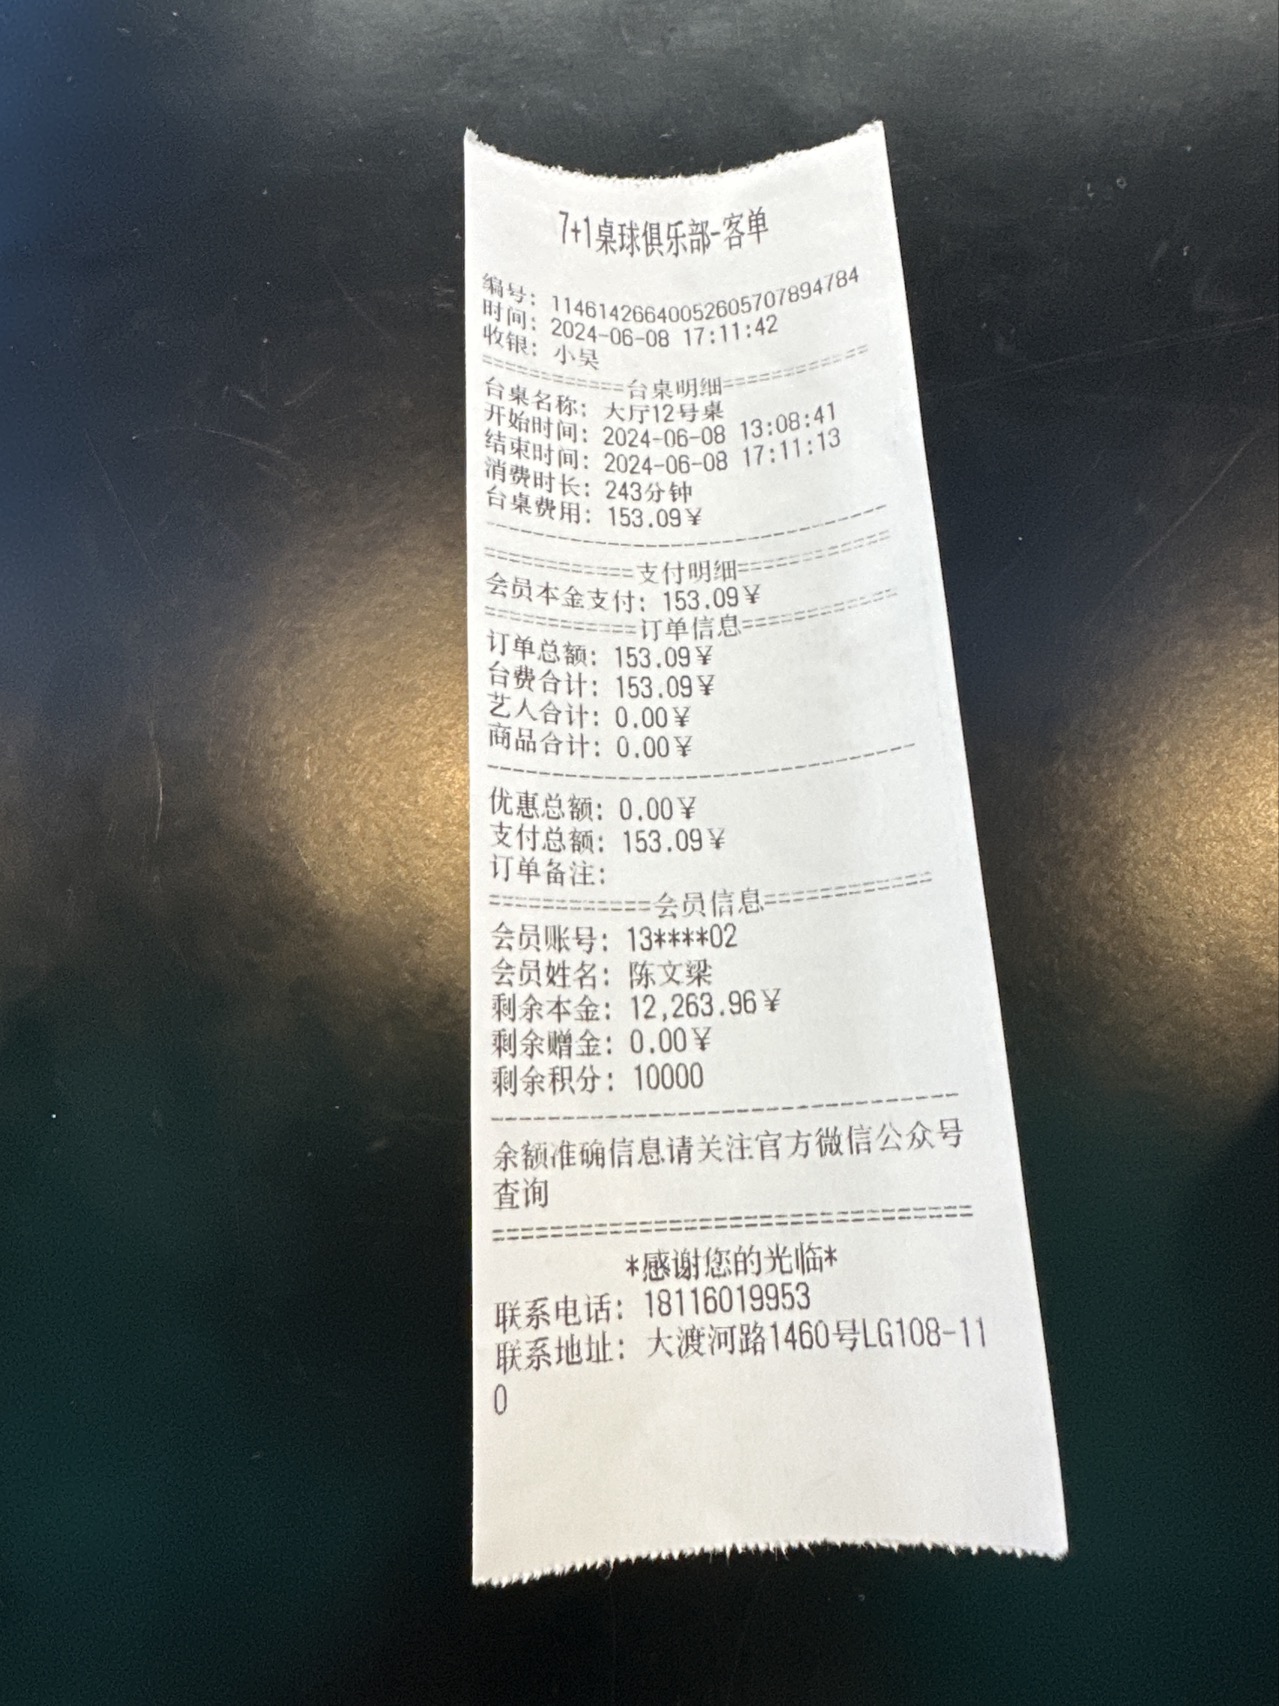 7+1桌球俱乐部-客单
编号：11461426640052605707894784
时间：2024-06-08 17:11:42
收银：小吴
===========台桌明细============
台桌名称：大厅12号桌
开始时间：2024-06-08 13:08:41
结束时间：2024-06-08 17:11:13
消费时长：243分钟
台桌费用：153.09¥
--------------------------------
===========支付明细============
会员本金支付：153.09¥
===========订单信息============
订单总额：153.09¥
台费合计：153.09¥
艺人合计：0.00¥
商品合计：0.00¥
--------------------------------
优惠总额：0.00¥
支付总额：153.09¥
订单备注：
===========会员信息============
会员账号：13****02
会员姓名：陈文梁
剩余本金：12,263.96¥
剩余赠金：0.00¥
剩余积分：10000
--------------------------------
余额准确信息请关注官方微信公众号
查询
================================
*感谢您的光临*
联系电话：18116019953
联系地址：大渡河路1460号LG108-11
0